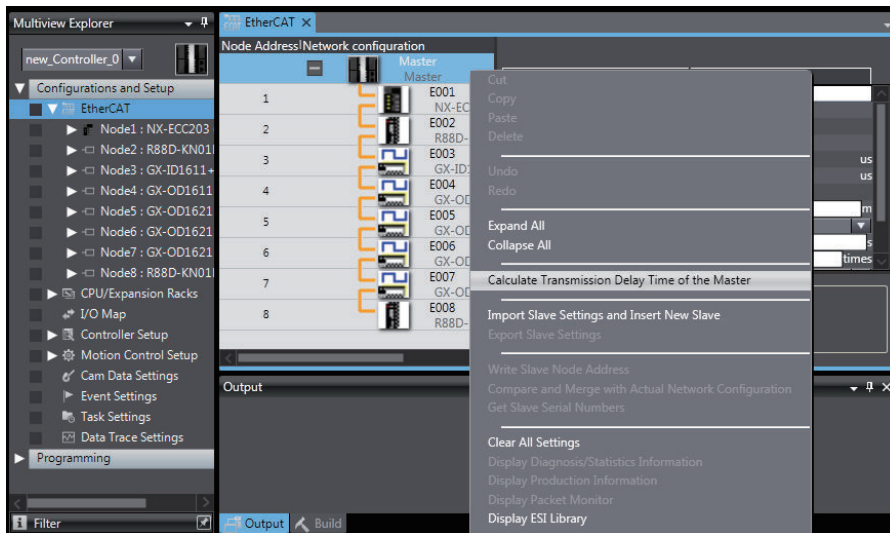 Multiview Explorer
new_Controller_0
Configurations and Setup
EtherCAT
Node1 : NX-ECC203
Node2 : R88D-KN01
Node3 : GX-ID1611+
Node4 : GX-OD1611
Node5 : GX-OD1621
Node6 : GX-OD1621
Node7 : GX-OD1621
Node8 : R88D-KN01
CPU/Expansion Racks
I/O Map
Controller Setup
Motion Control Setup
Cam Data Settings
Event Settings
Task Settings
Data Trace Settings
Programming
Filter
EtherCAT
Node Address Network configuration
Master
Master
1 E001
NX-EC
2 E002
R88D-
3 E003
GX-ID
4 E004
GX-OD
5 E005
GX-OD
6 E006
GX-OD
7 E007
GX-OD
8 E008
R88D-
Cut
Copy
Paste
Delete
Undo
Redo
Expand All
Collapse All
Calculate Transmission Delay Time of the Master
Import Slave Settings and Insert New Slave
Export Slave Settings
Write Slave Node Address
Compare and Merge with Actual Network Configuration
Get Slave Serial Numbers
Clear All Settings
Display Diagnosis/Statistics Information
Display Production Information
Display Packet Monitor
Display ESI Library
us
us
m
s
times
Output
Output Build